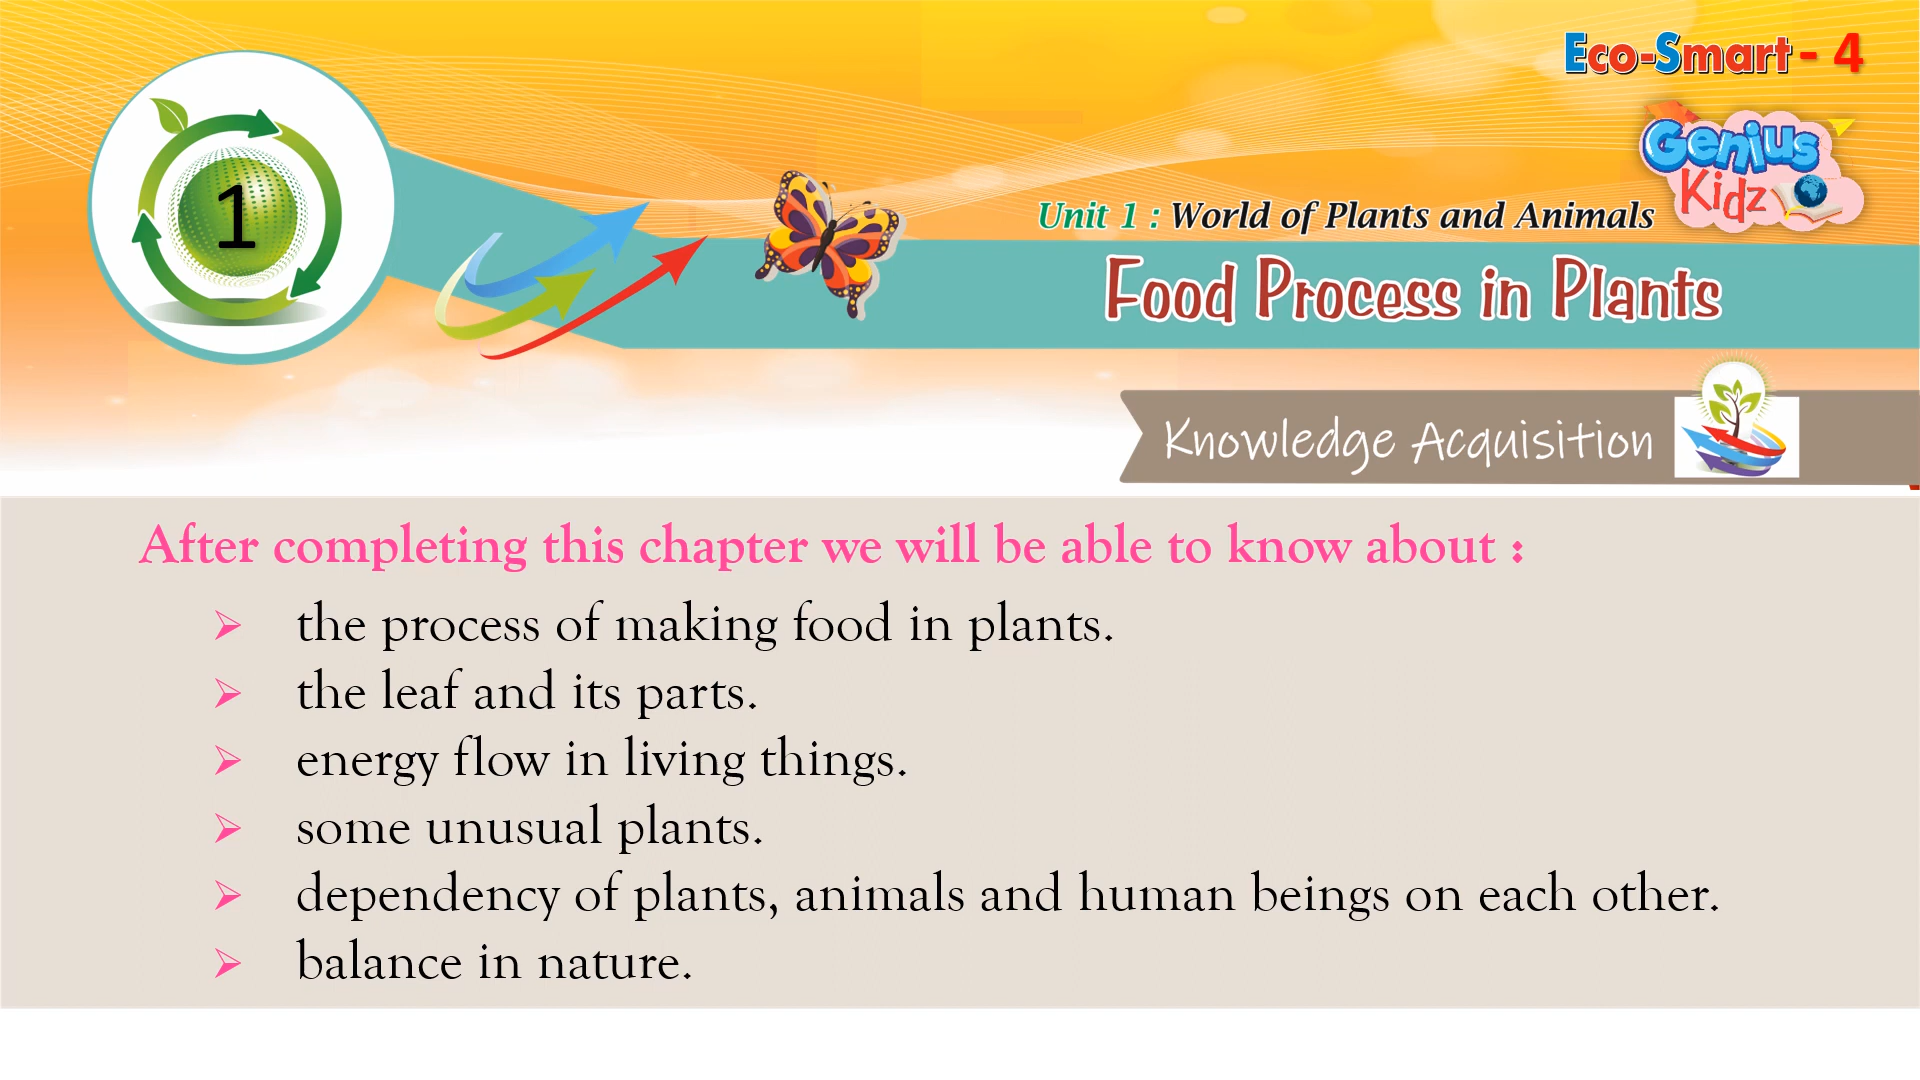 Eco-Smart - 4
Genius
Kidz
1
Unit 1 : World of Plants and Animals
Food Process in Plants
Knowledge Acquisition
After completing this chapter we will be able to know about :
➢ the process of making food in plants.
➢ the leaf and its parts.
➢ energy flow in living things.
➢ some unusual plants.
➢ dependency of plants, animals and human beings on each other.
➢ balance in nature.